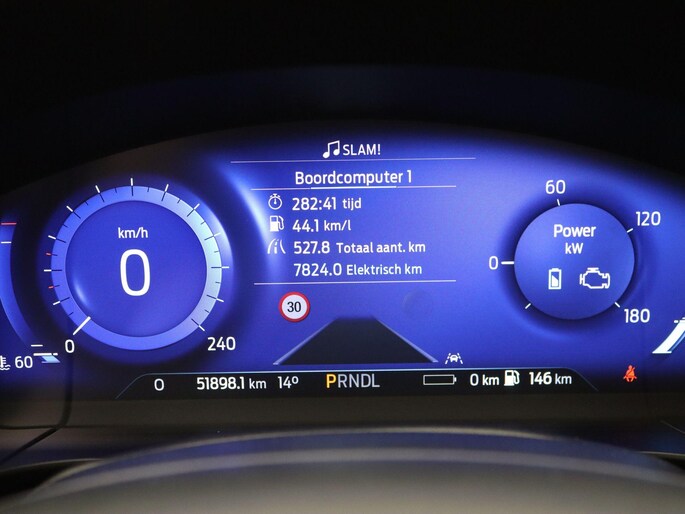 SLAM!
Boordcomputer 1
282:41 tijd
44.1 km/l
527.8 Totaal aant. km
7824.0 Elektrisch km
km/h
0
0
240
30
60
120
Power
kW
0
180
60
0 51898.1 km 14° PRNDL 0 km 146 km